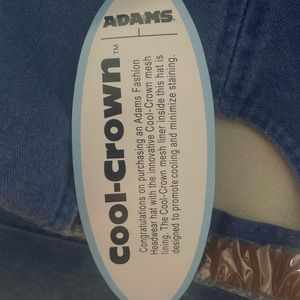 ADAMS
cool-crown™
Congratulations on purchasing an Adams Fashion
Headwear hat with the innovative Cool-Crown mesh
lining. The Cool-Crown mesh liner inside this hat is
designed to promote cooling and minimize staining.